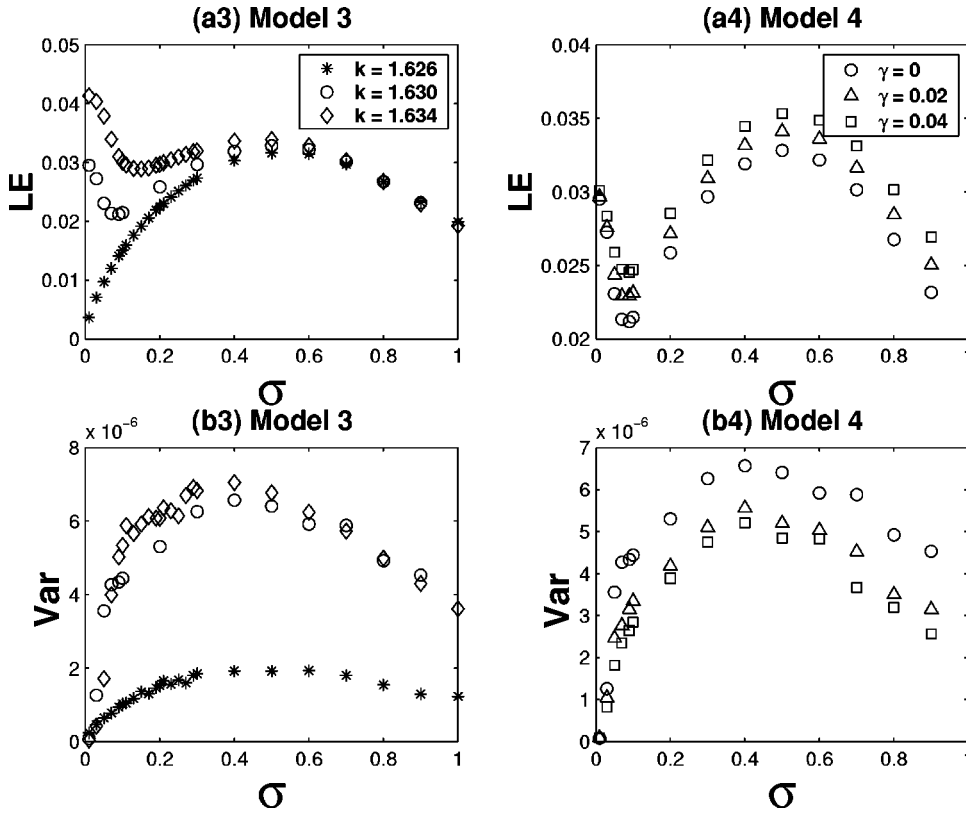 (a3) Model 3
LE
0.05
0.04
0.03
0.02
0.01
0
0 0.2 0.4 0.6 0.8 1
σ
k = 1.626
k = 1.630
k = 1.634
(a4) Model 4
LE
0.04
0.035
0.03
0.025
0.02
0 0.2 0.4 0.6 0.8 1
σ
γ = 0
γ = 0.02
γ = 0.04
(b3) Model 3
x 10⁻⁶
Var
8
6
4
2
0
0 0.2 0.4 0.6 0.8 1
σ
(b4) Model 4
x 10⁻⁶
Var
7
6
5
4
3
2
1
0
0 0.2 0.4 0.6 0.8 1
σ